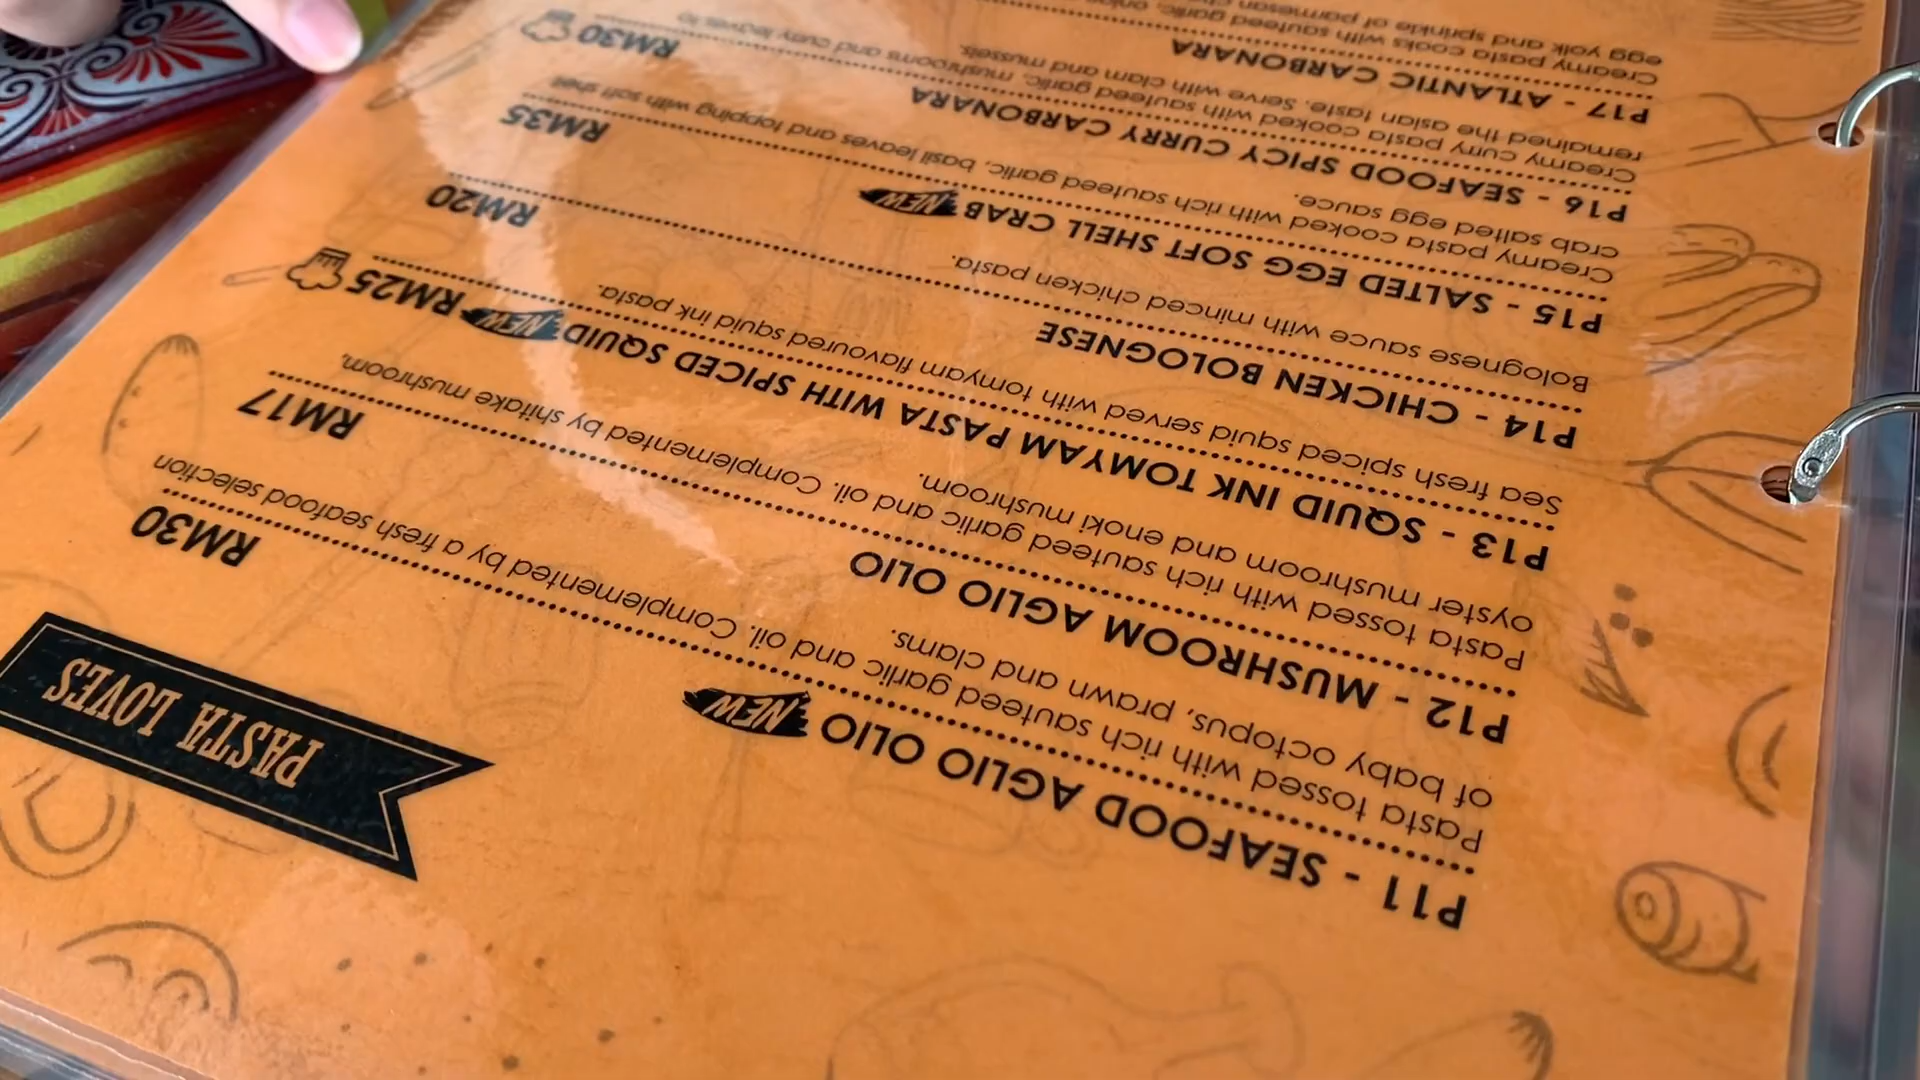 PASTA LOVES
P11 - SEAFOOD AGLIO OLIO NEW RM30
Pasta tossed with rich sauteed garlic and oil. Complemented by a fresh seafood selection
of baby octopus, prawn and clams.
P12 - MUSHROOM AGLIO OLIO RM17
Pasta tossed with rich sauteed garlic and oil. Complemented by shitake mushroom,
oyster mushroom and enoki mushroom.
P13 - SQUID INK TOMYAM PASTA WITH SPICED SQUID NEW RM25
Sea fresh spiced squid served with tomyam flavoured squid ink pasta.
P14 - CHICKEN BOLOGNESE RM20
Bolognese sauce with minced chicken pasta.
P15 - SALTED EGG SOFT SHELL CRAB NEW RM35
Creamy pasta cooked with rich sauteed garlic, basil leaves and topping with soft shell
crab salted egg sauce.
P16 - SEAFOOD SPICY CURRY CARBONARA RM30
Creamy curry pasta cooked with sauteed garlic, mushrooms and curry leaves to
remained the asian taste. Serve with clam and mussels.
P17 - ATLANTIC CARBONARA
Creamy pasta cooks with sauteed garlic, onion,
egg yolk and sprinkle of parmesan